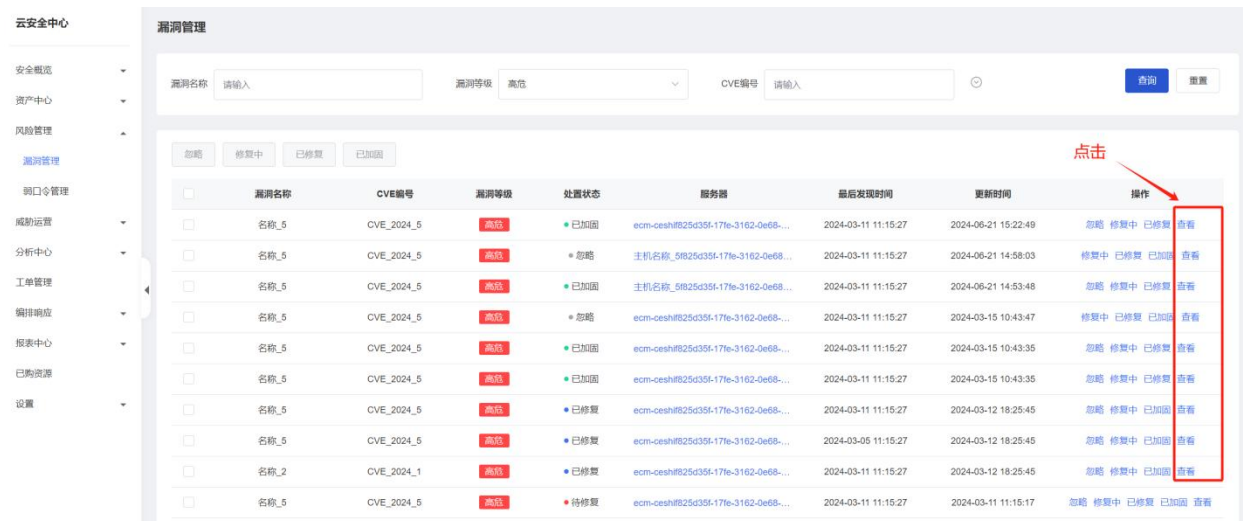 云安全中心
漏洞管理
安全概览
资产中心
风险管理
漏洞管理
弱口令管理
威胁运营
分析中心
工单管理
编排响应
报表中心
已购资源
设置
漏洞名称 请输入 漏洞等级 高危 CVE编号 请输入 查询 重置
忽略 修复中 已修复 已加固
点击
漏洞名称 CVE编号 漏洞等级 处置状态 服务器 最后发现时间 更新时间 操作
名称_5 CVE_2024_5 高危 已加固 ecm-ceshif825d35f-17fe-3162-0e68-... 2024-03-11 11:15:27 2024-06-21 15:22:49 忽略 修复中 已修复 查看
名称_5 CVE_2024_5 高危 忽略 主机名称_5f825d35f-17fe-3162-0e68... 2024-03-11 11:15:27 2024-06-21 14:58:03 修复中 已修复 已加固 查看
名称_5 CVE_2024_5 高危 已加固 主机名称_5f825d35f-17fe-3162-0e68... 2024-03-11 11:15:27 2024-06-21 14:53:48 忽略 修复中 已修复 查看
名称_5 CVE_2024_5 高危 忽略 ecm-ceshif825d35f-17fe-3162-0e68-... 2024-03-11 11:15:27 2024-03-15 10:43:47 修复中 已修复 已加固 查看
名称_5 CVE_2024_5 高危 已加固 ecm-ceshif825d35f-17fe-3162-0e68-... 2024-03-11 11:15:27 2024-03-15 10:43:35 忽略 修复中 已修复 查看
名称_5 CVE_2024_5 高危 已加固 ecm-ceshif825d35f-17fe-3162-0e68-... 2024-03-11 11:15:27 2024-03-15 10:43:35 忽略 修复中 已修复 查看
名称_5 CVE_2024_5 高危 已修复 ecm-ceshif825d35f-17fe-3162-0e68-... 2024-03-11 11:15:27 2024-03-12 18:25:45 忽略 修复中 已加固 查看
名称_5 CVE_2024_5 高危 已修复 ecm-ceshif825d35f-17fe-3162-0e68-... 2024-03-05 11:15:27 2024-03-12 18:25:45 忽略 修复中 已加固 查看
名称_2 CVE_2024_1 高危 已修复 ecm-ceshif825d35f-17fe-3162-0e68-... 2024-03-11 11:15:27 2024-03-12 18:25:45 忽略 修复中 已加固 查看
名称_5 CVE_2024_5 高危 待修复 ecm-ceshif825d35f-17fe-3162-0e68-... 2024-03-11 11:15:27 2024-03-11 11:15:17 忽略 修复中 已修复 已加固 查看